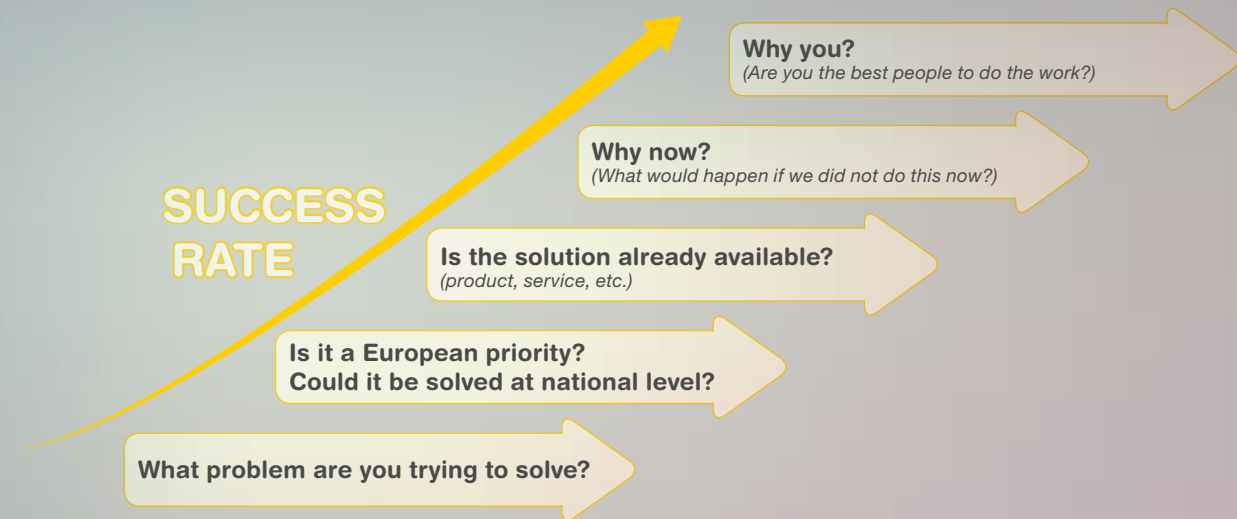 Why you?
(Are you the best people to do the work?)
Why now?
(What would happen if we did not do this now?)
SUCCESS
RATE
Is the solution already available?
(product, service, etc.)
Is it a European priority?
Could it be solved at national level?
What problem are you trying to solve?